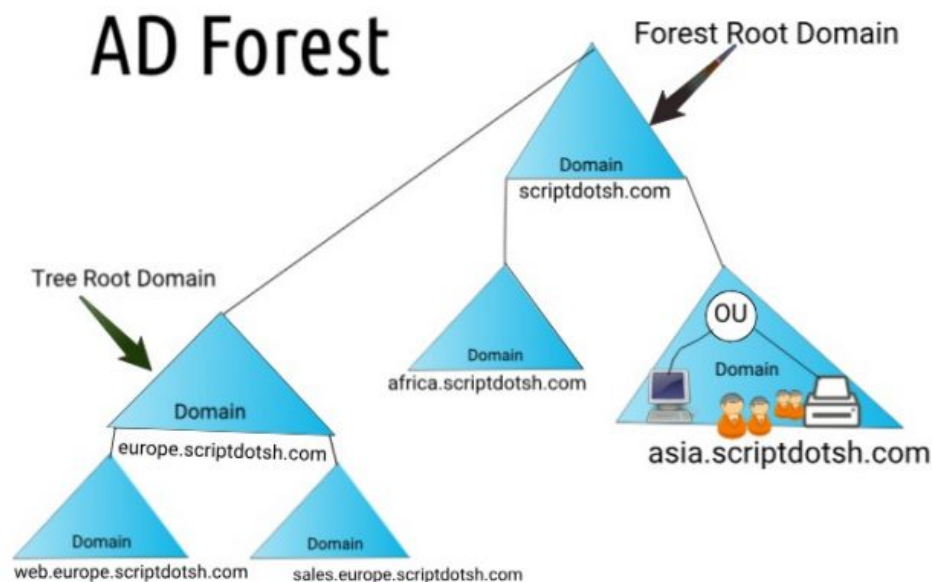 AD Forest
Forest Root Domain
Domain
scriptdotsh.com
Tree Root Domain
Domain
europe.scriptdotsh.com
Domain
africa.scriptdotsh.com
OU
Domain
asia.scriptdotsh.com
Domain
web.europe.scriptdotsh.com
Domain
sales.europe.scriptdotsh.com